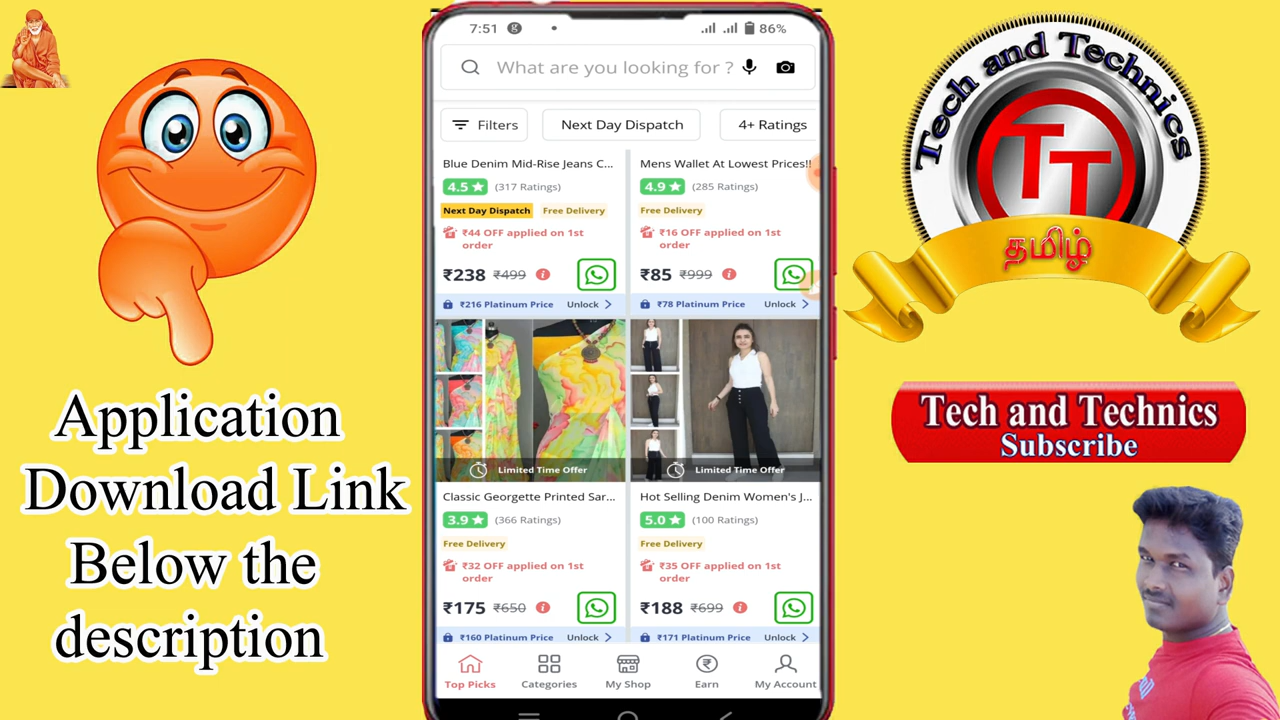 Application
Download Link
Below the
description
7:51
86%
What are you looking for ?
Filters
Next Day Dispatch
4+ Ratings
Blue Denim Mid-Rise Jeans C...
4.5 ★ (317 Ratings)
Next Day Dispatch Free Delivery
₹44 OFF applied on 1st
order
₹238 ₹499
₹216 Platinum Price Unlock >
Mens Wallet At Lowest Prices!!
4.9 ★ (285 Ratings)
Free Delivery
₹16 OFF applied on 1st
order
₹85 ₹999
₹78 Platinum Price Unlock >
Limited Time Offer
Classic Georgette Printed Sar...
3.9 ★ (366 Ratings)
Free Delivery
₹32 OFF applied on 1st
order
₹175 ₹650
₹160 Platinum Price Unlock >
Limited Time Offer
Hot Selling Denim Women's J...
5.0 ★ (100 Ratings)
Free Delivery
₹35 OFF applied on 1st
order
₹188 ₹699
₹171 Platinum Price Unlock >
Top Picks
Categories
My Shop
Earn
My Account
Tech and Technics
TT
தமிழ்
Tech and Technics
Subscribe